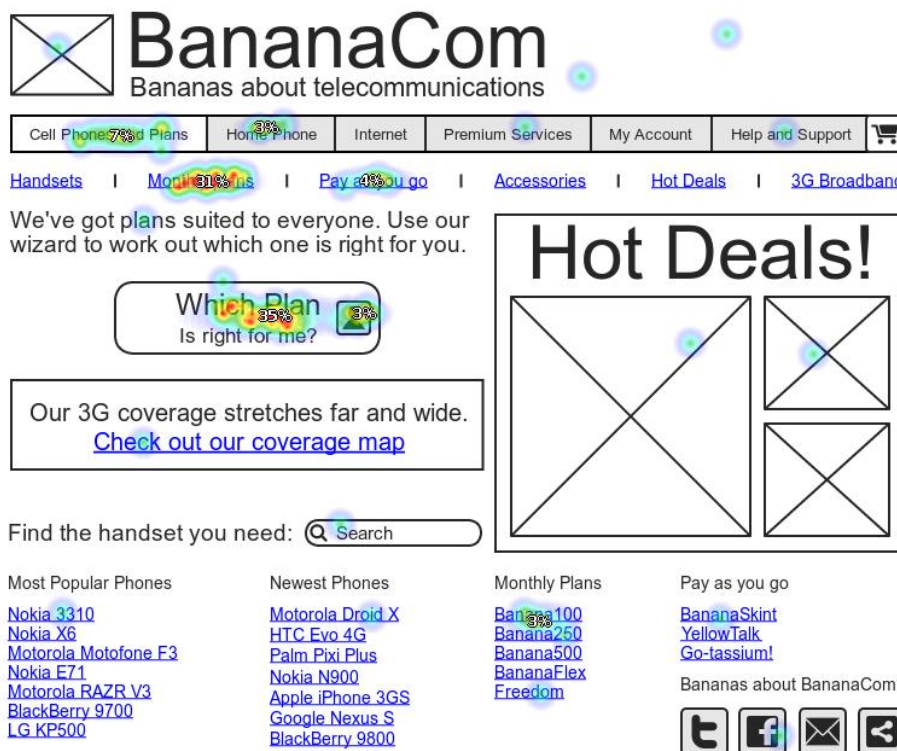 BananaCom
Bananas about telecommunications
Cell Phones and Plans Home Phone Internet Premium Services My Account Help and Support
7% 3%
Handsets | Monthly Plans | Pay as you go | Accessories | Hot Deals | 3G Broadband
31% 4%
We've got plans suited to everyone. Use our
wizard to work out which one is right for you.
Which Plan
35% 3%
Is right for me?
Hot Deals!
Our 3G coverage stretches far and wide.
Check out our coverage map
Find the handset you need: Search
Most Popular Phones
Nokia 3310
Nokia X6
Motorola Motofone F3
Nokia E71
Motorola RAZR V3
BlackBerry 9700
LG KP500
Newest Phones
Motorola Droid X
HTC Evo 4G
Palm Pixi Plus
Nokia N900
Apple iPhone 3GS
Google Nexus S
BlackBerry 9800
Monthly Plans
Banana100
3%
Banana250
Banana500
BananaFlex
Freedom
Pay as you go
BananaSkint
YellowTalk
Go-tassium!
Bananas about BananaCom